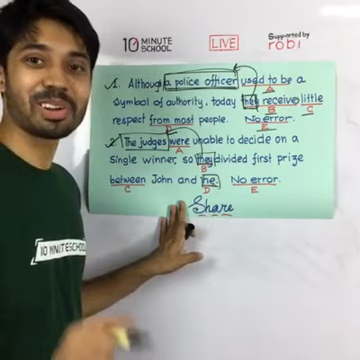 10 MINUTE SCHOOL
LIVE
Supported by
robi
1. Although a police officer used to be a
A
symbol of authority, today they receive little
B C
respect from most people. No error.
D E
2. The judges were unable to decide on a
A
single winner, so they divided first prize
B
between John and he. No error.
C D E
Share
10 MINUTE SCHOOL